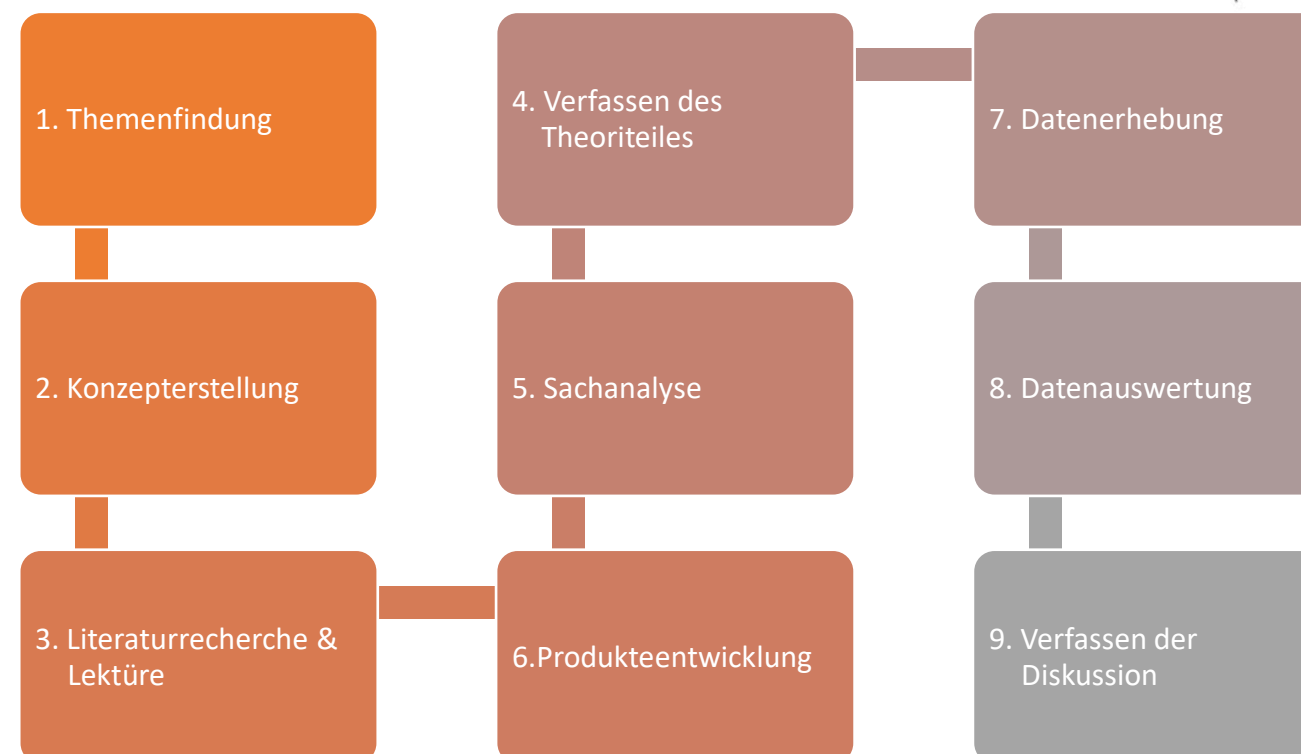 1. Themenfindung
2. Konzepterstellung
3. Literaturrecherche &
Lektüre
4. Verfassen des
Theoriteiles
5. Sachanalyse
6.Produkteentwicklung
7. Datenerhebung
8. Datenauswertung
9. Verfassen der
Diskussion